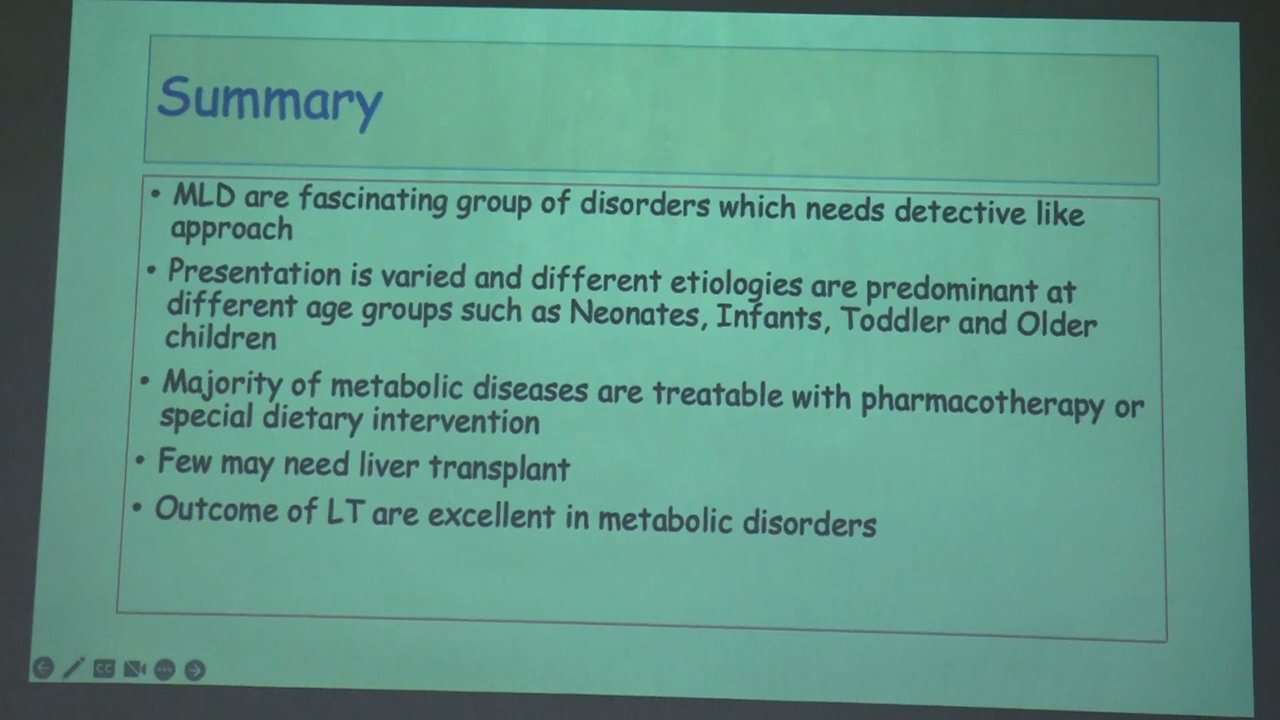 Summary
• MLD are fascinating group of disorders which needs detective like
approach
• Presentation is varied and different etiologies are predominant at
different age groups such as Neonates, Infants, Toddler and Older
children
• Majority of metabolic diseases are treatable with pharmacotherapy or
special dietary intervention
• Few may need liver transplant
• Outcome of LT are excellent in metabolic disorders
CC